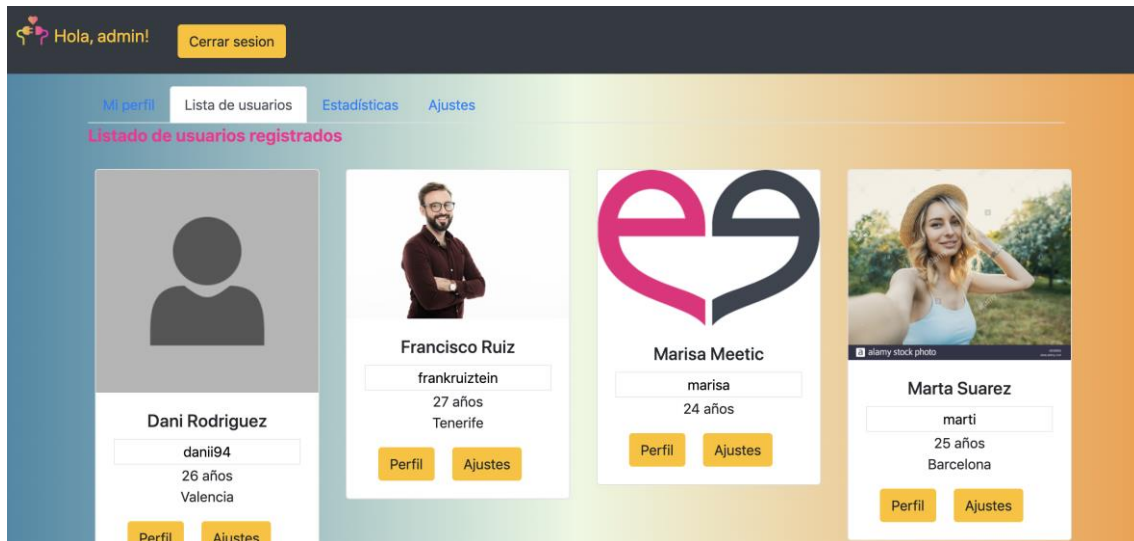 Hola, admin!
Cerrar sesion
Mi perfil
Lista de usuarios
Estadísticas
Ajustes
Listado de usuarios registrados
Dani Rodriguez
danii94
26 años
Valencia
Perfil
Ajustes
Francisco Ruiz
frankruiztein
27 años
Tenerife
Perfil
Ajustes
Marisa Meetic
marisa
24 años
Perfil
Ajustes
a alamy stock photo
Marta Suarez
marti
25 años
Barcelona
Perfil
Ajustes